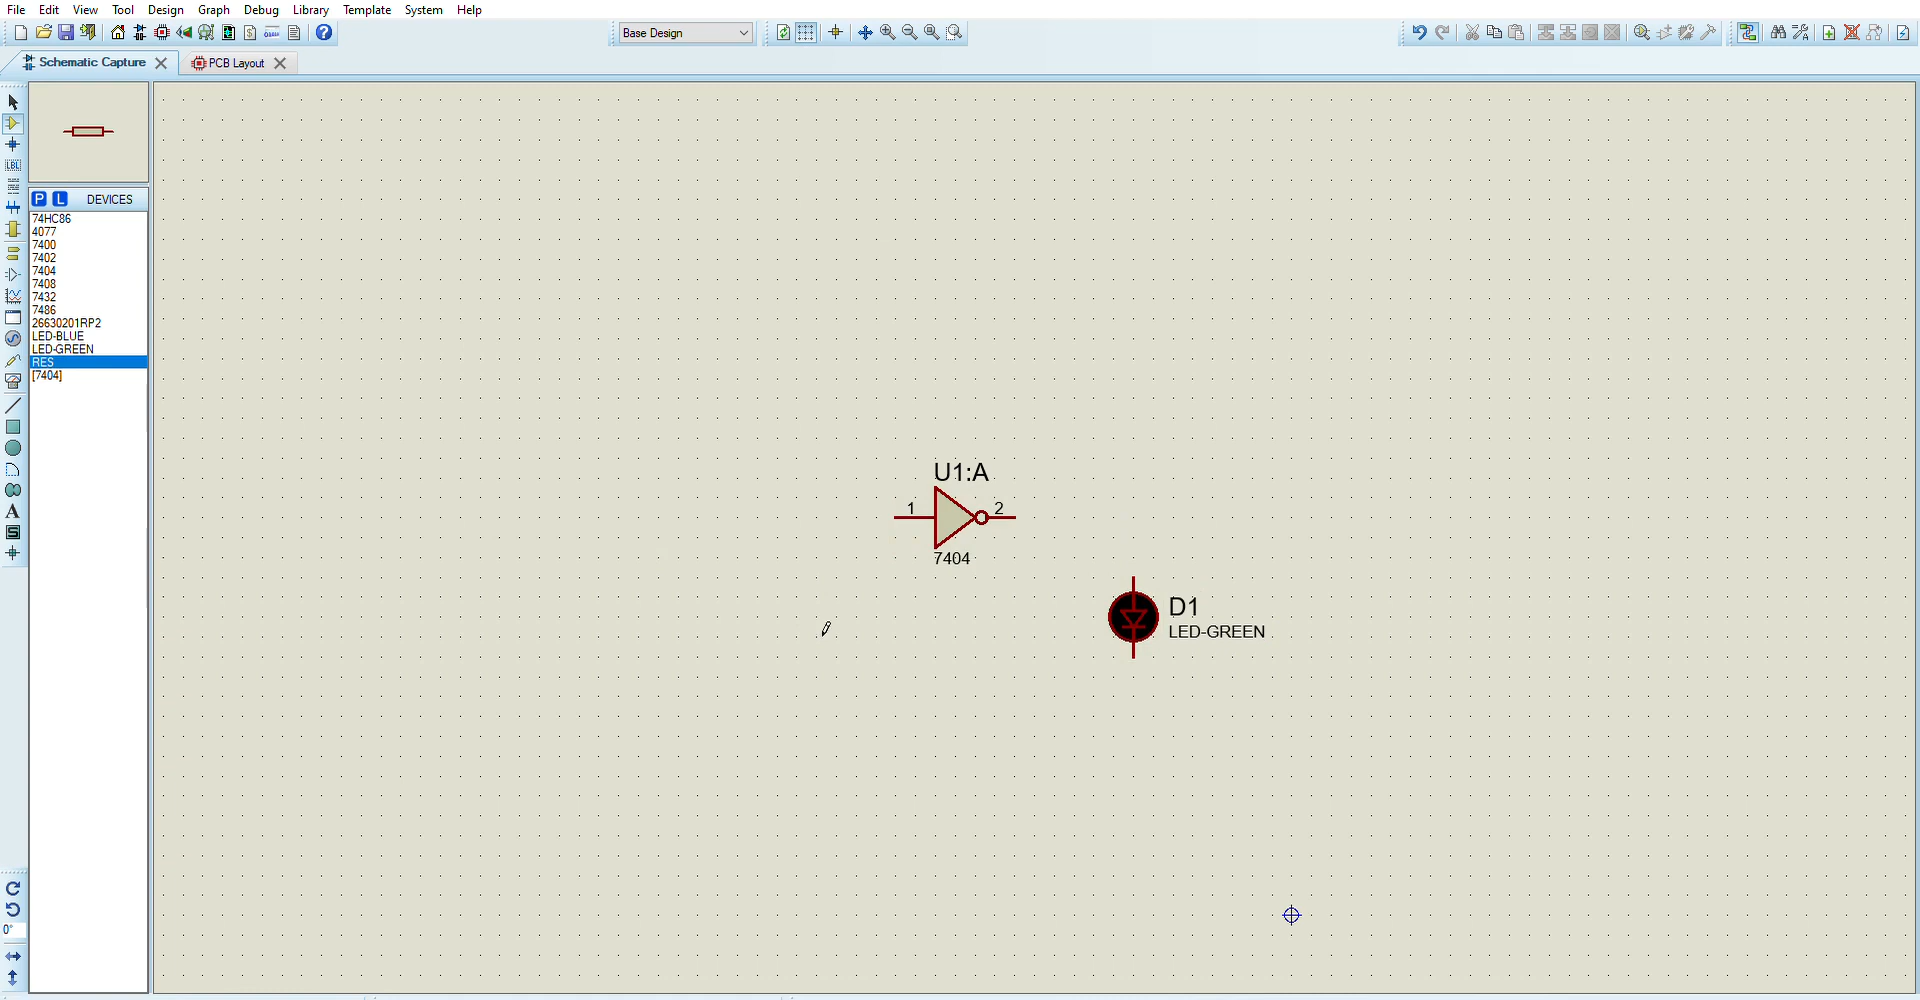 File Edit View Tool Design Graph Debug Library Template System Help
Base Design
Schematic Capture PCB Layout
LBL
P L DEVICES
74HC86
4077
7400
7402
7404
7408
7432
7486
26630201RP2
LED-BLUE
LED-GREEN
RES
[7404]
U1:A
1 2
7404
D1
LED-GREEN
A
S
0°